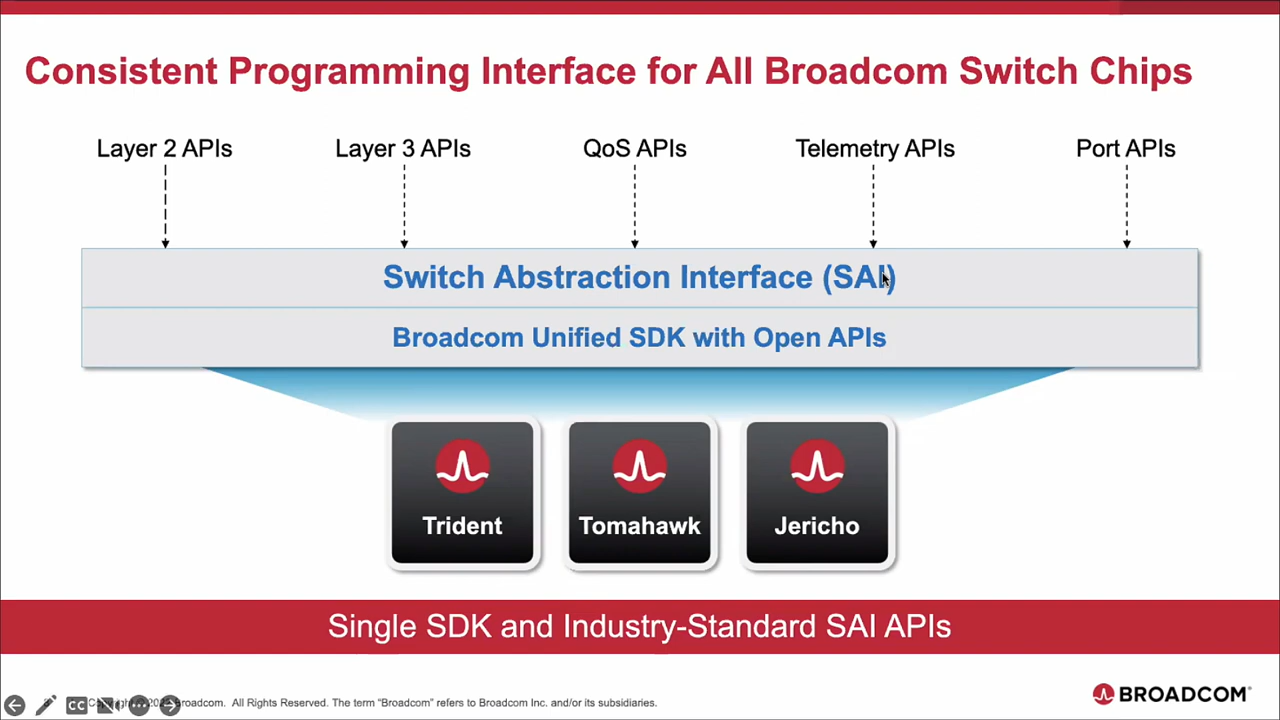 Consistent Programming Interface for All Broadcom Switch Chips
Layer 2 APIs
Layer 3 APIs
QoS APIs
Telemetry APIs
Port APIs
Switch Abstraction Interface (SAI)
Broadcom Unified SDK with Open APIs
Trident
Tomahawk
Jericho
Single SDK and Industry-Standard SAI APIs
CC
Broadcom. All Rights Reserved. The term “Broadcom” refers to Broadcom Inc. and/or its subsidiaries.
BROADCOM®